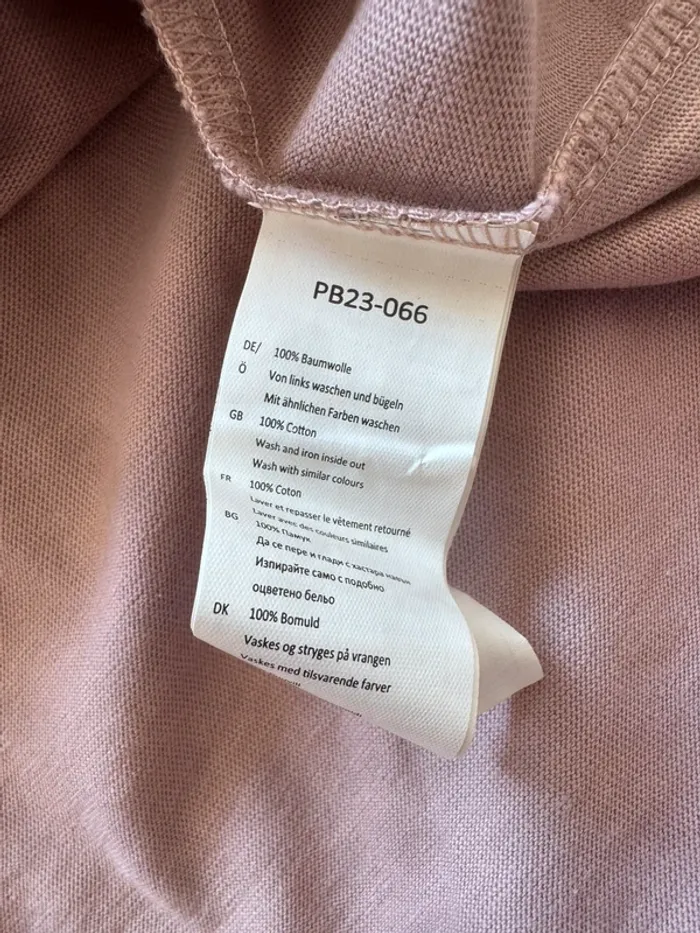 PB23-066
DE/ 100% Baumwolle
Ö Von links waschen und bügeln
Mit ähnlichen Farben waschen
GB 100% Cotton
Wash and iron inside out
Wash with similar colours
FR 100% Coton
Laver et repasser le vêtement retourné
Laver avec des couleurs similaires
BG 100% Памук
Да се пере и глади с хастара навън
Изпирайте само с подобно
оцветено бельо
DK 100% Bomuld
Vaskes og stryges på vrangen
Vaskes med tilsvarende farver